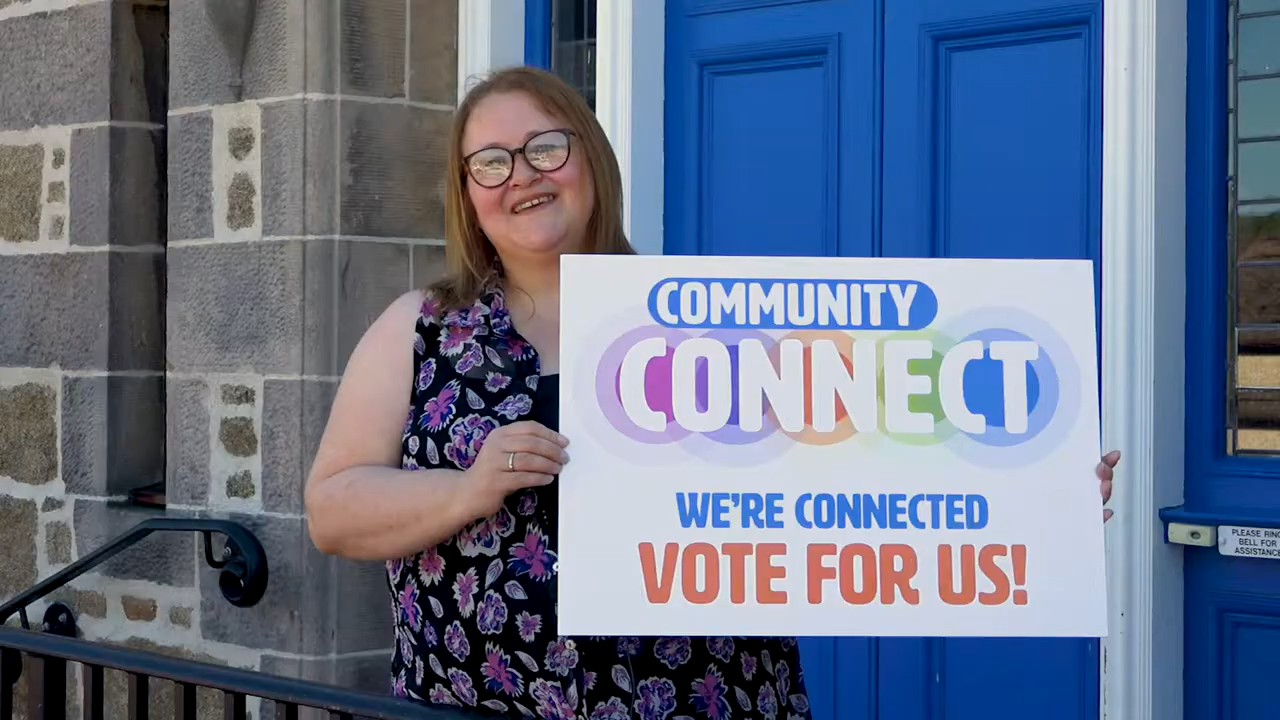 COMMUNITY
CONNECT
WE'RE CONNECTED
VOTE FOR US!
PLEASE RING
BELL FOR
ASSISTANCE